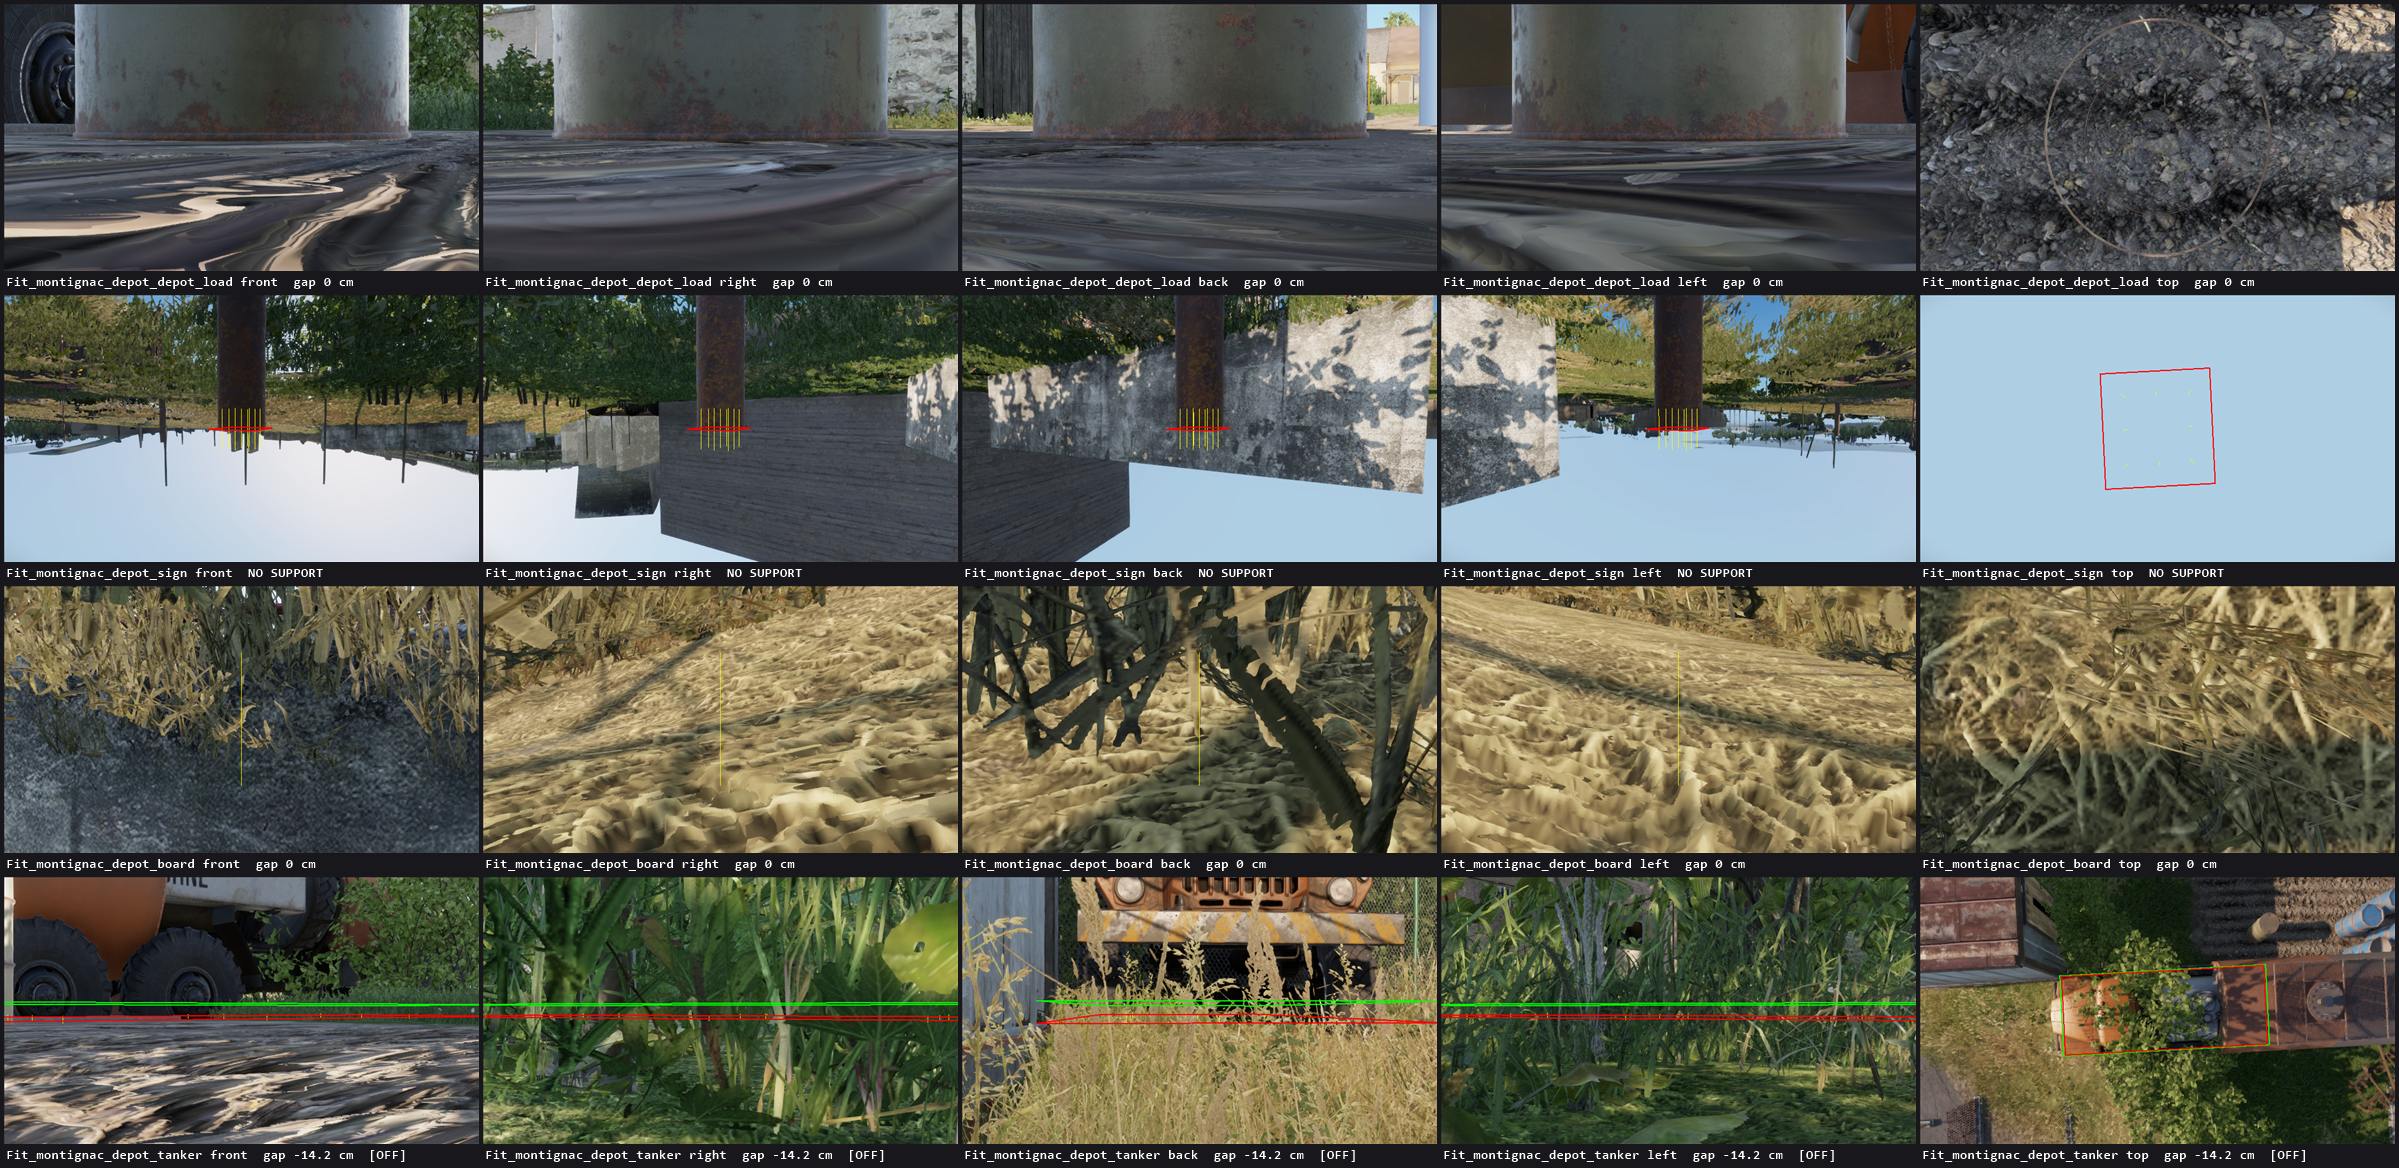 Fit_montignac_depot_depot_load front  gap 0 cm
Fit_montignac_depot_depot_load right  gap 0 cm
Fit_montignac_depot_depot_load back  gap 0 cm
Fit_montignac_depot_depot_load left  gap 0 cm
Fit_montignac_depot_depot_load top  gap 0 cm
Fit_montignac_depot_sign front  NO SUPPORT
Fit_montignac_depot_sign right  NO SUPPORT
Fit_montignac_depot_sign back  NO SUPPORT
Fit_montignac_depot_sign left  NO SUPPORT
Fit_montignac_depot_sign top  NO SUPPORT
Fit_montignac_depot_board front  gap 0 cm
Fit_montignac_depot_board right  gap 0 cm
Fit_montignac_depot_board back  gap 0 cm
Fit_montignac_depot_board left  gap 0 cm
Fit_montignac_depot_board top  gap 0 cm
Fit_montignac_depot_tanker front  gap -14.2 cm  [OFF]
Fit_montignac_depot_tanker right  gap -14.2 cm  [OFF]
Fit_montignac_depot_tanker back  gap -14.2 cm  [OFF]
Fit_montignac_depot_tanker left  gap -14.2 cm  [OFF]
Fit_montignac_depot_tanker top  gap -14.2 cm  [OFF]